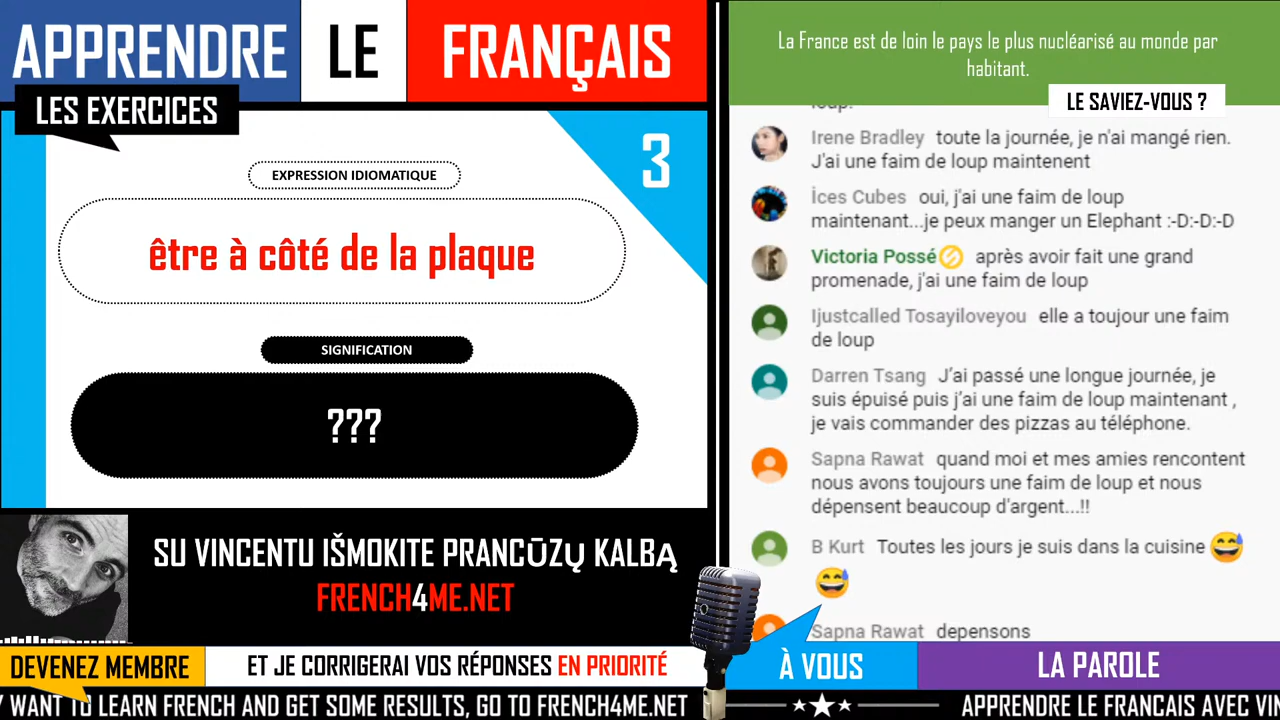 APPRENDRE LE FRANÇAIS
LES EXERCICES
3
EXPRESSION IDIOMATIQUE
être à côté de la plaque
SIGNIFICATION
???
SU VINCENTU IŠMOKITE PRANCŪZŲ KALBĄ
FRENCH4ME.NET
DEVENEZ MEMBRE
ET JE CORRIGERAI VOS RÉPONSES EN PRIORITÉ
La France est de loin le pays le plus nucléarisé au monde par
habitant.
LE SAVIEZ-VOUS ?
loup.
Irene Bradley toute la journée, je n'ai mangé rien.
J'ai une faim de loup maintenent
İces Cubes oui, j'ai une faim de loup
maintenant...je peux manger un Elephant :-D:-D:-D
Victoria Possé après avoir fait une grand
promenade, j'ai une faim de loup
Ijustcalled Tosayiloveyou elle a toujour une faim
de loup
Darren Tsang J'ai passé une longue journée, je
suis épuisé puis j'ai une faim de loup maintenant ,
je vais commander des pizzas au téléphone.
Sapna Rawat quand moi et mes amies rencontent
nous avons toujours une faim de loup et nous
dépensent beaucoup d'argent...!!
B Kurt Toutes les jours je suis dans la cuisine 😅
😅
Sapna Rawat depensons
À VOUS LA PAROLE
WANT TO LEARN FRENCH AND GET SOME RESULTS, GO TO FRENCH4ME.NET
APPRENDRE LE FRANCAIS AVEC